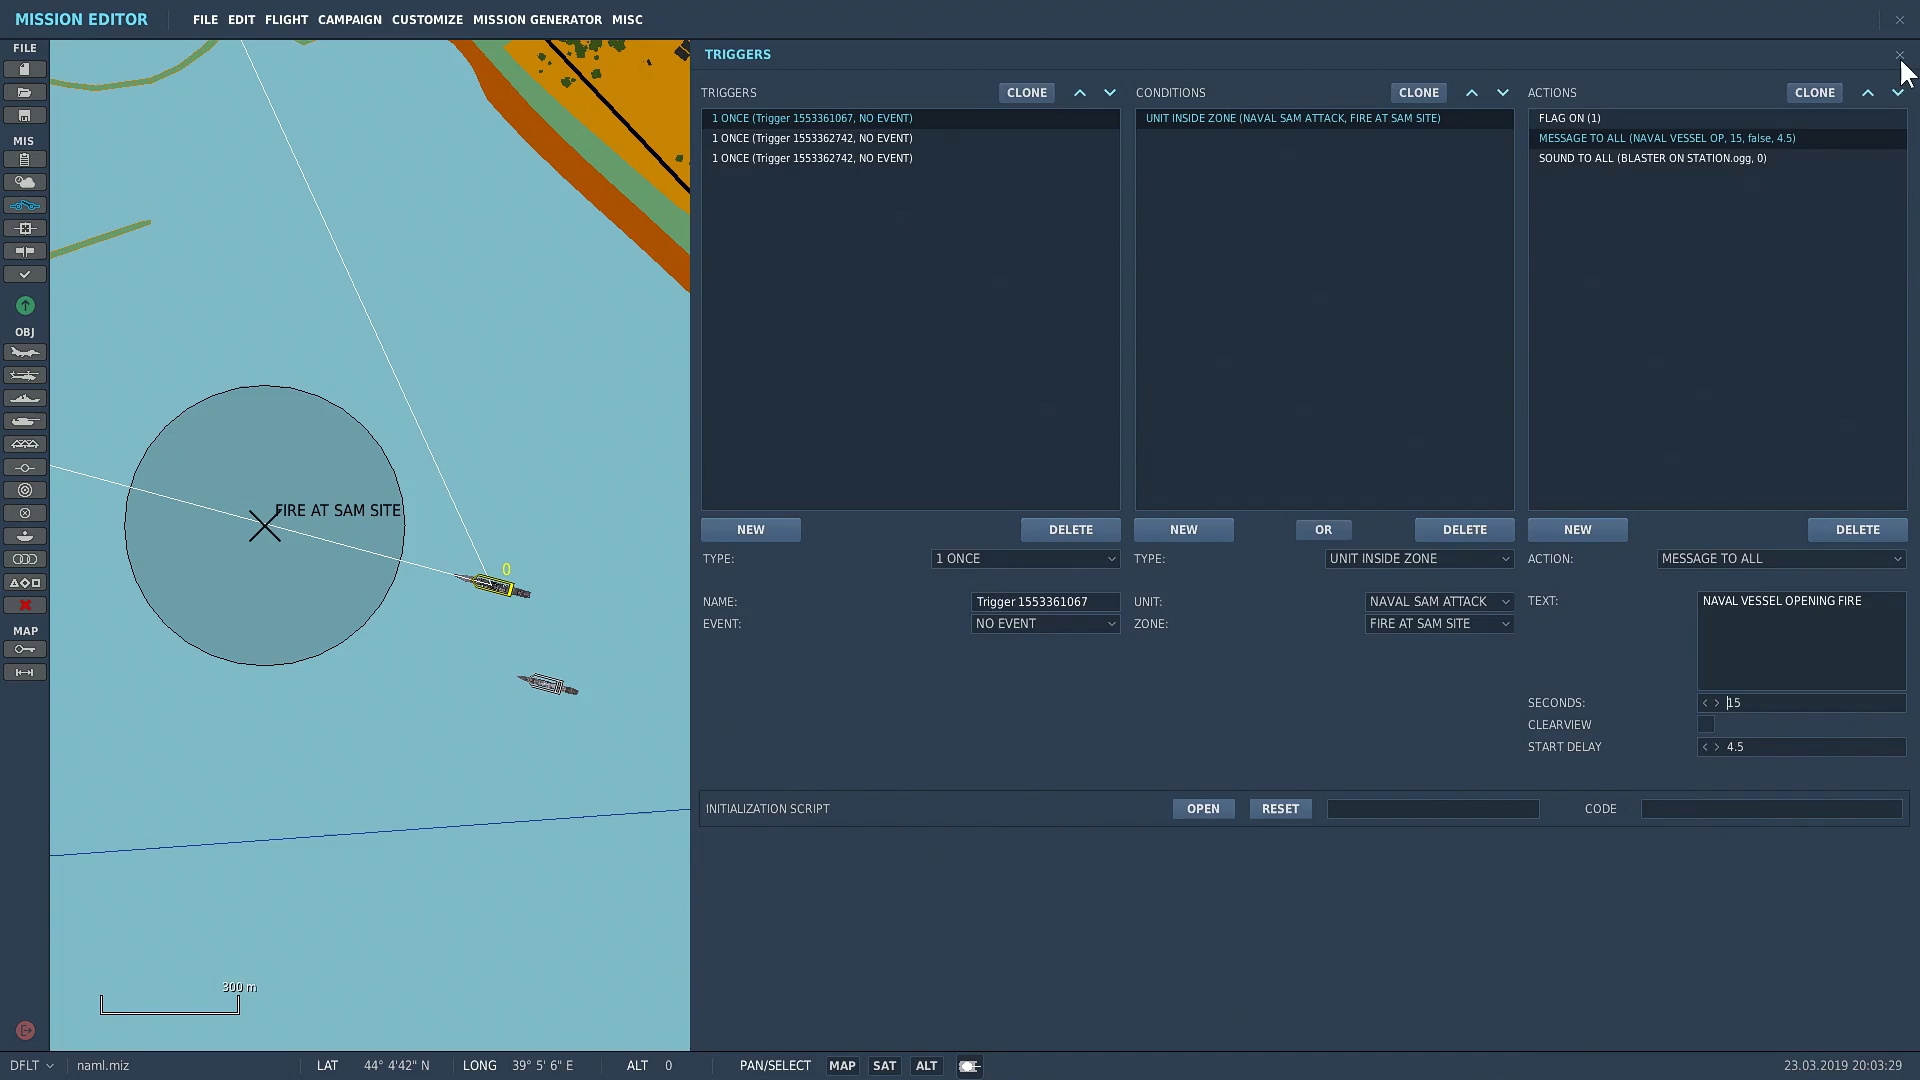 MISSION EDITOR FILE EDIT FLIGHT CAMPAIGN CUSTOMIZE MISSION GENERATOR MISC
FILE
MIS
OBJ
MAP
FIRE AT SAM SITE
0
300 m
TRIGGERS
TRIGGERS CLONE CONDITIONS CLONE ACTIONS CLONE
1 ONCE (Trigger 1553361067, NO EVENT)
1 ONCE (Trigger 1553362742, NO EVENT)
1 ONCE (Trigger 1553362742, NO EVENT)
UNIT INSIDE ZONE (NAVAL SAM ATTACK, FIRE AT SAM SITE)
FLAG ON (1)
MESSAGE TO ALL (NAVAL VESSEL OP, 15, false, 4.5)
SOUND TO ALL (BLASTER ON STATION.ogg, 0)
NEW DELETE NEW OR DELETE NEW DELETE
TYPE: 1 ONCE TYPE: UNIT INSIDE ZONE ACTION: MESSAGE TO ALL
NAME: Trigger 1553361067 UNIT: NAVAL SAM ATTACK TEXT: NAVAL VESSEL OPENING FIRE
EVENT: NO EVENT ZONE: FIRE AT SAM SITE
SECONDS: 15
CLEARVIEW
START DELAY 4.5
INITIALIZATION SCRIPT OPEN RESET CODE
DFLT naml.miz LAT 44° 4'42" N LONG 39° 5' 6" E ALT 0 PAN/SELECT MAP SAT ALT 23.03.2019 20:03:29